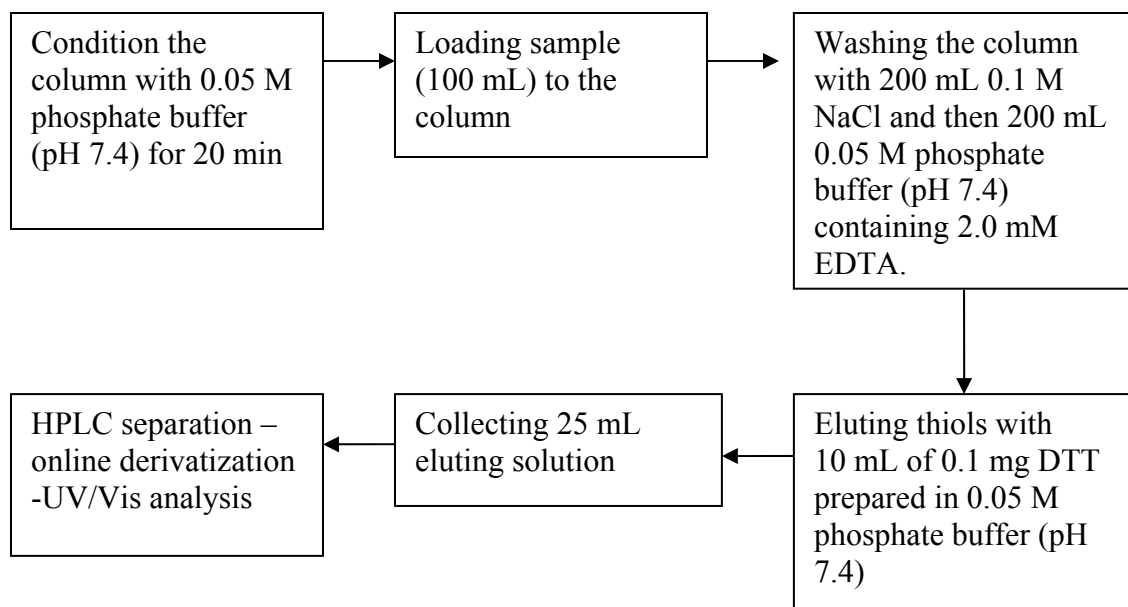 Condition the
column with 0.05 M
phosphate buffer
(pH 7.4) for 20 min
Loading sample
(100 mL) to the
column
Washing the column
with 200 mL 0.1 M
NaCl and then 200 mL
0.05 M phosphate
buffer (pH 7.4)
containing 2.0 mM
EDTA.
Eluting thiols with
10 mL of 0.1 mg DTT
prepared in 0.05 M
phosphate buffer (pH
7.4)
Collecting 25 mL
eluting solution
HPLC separation –
online derivatization
-UV/Vis analysis